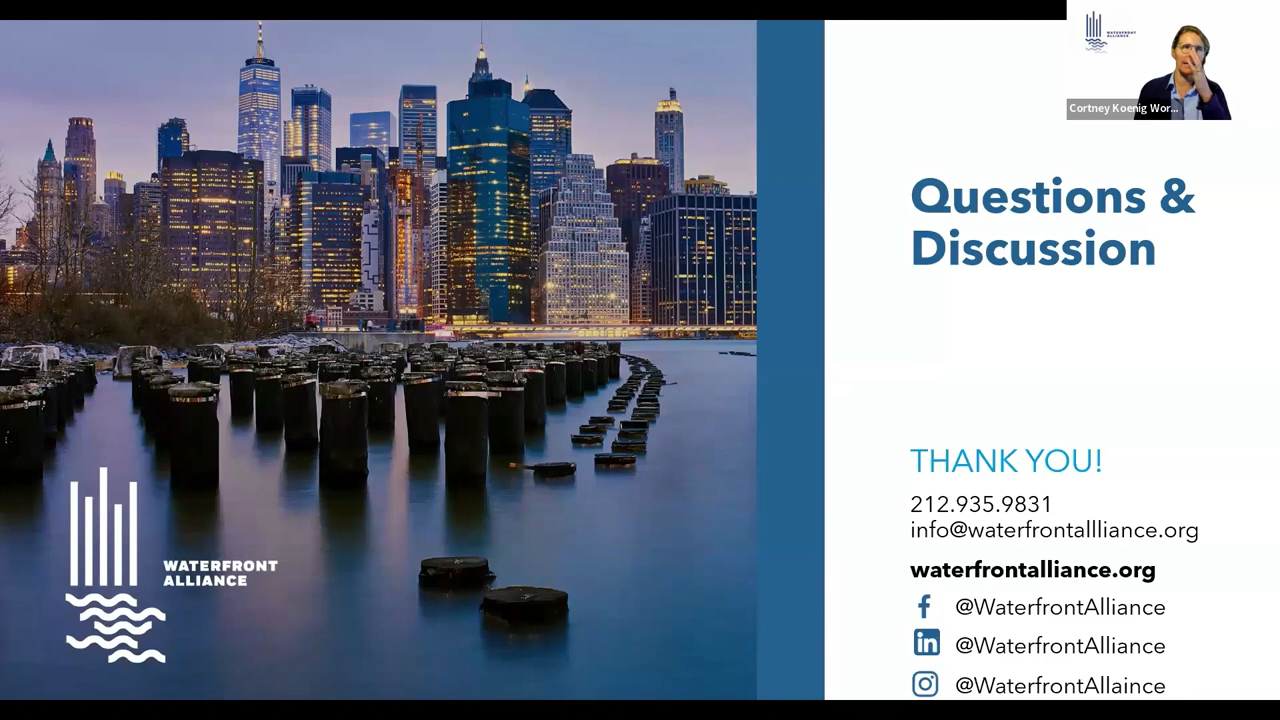 WATERFRONT
ALLIANCE
Cortney Koenig Wor...
Questions &
Discussion
THANK YOU!
212.935.9831
info@waterfrontallliance.org
waterfrontalliance.org
@WaterfrontAlliance
@WaterfrontAlliance
@WaterfrontAllaince
WATERFRONT
ALLIANCE